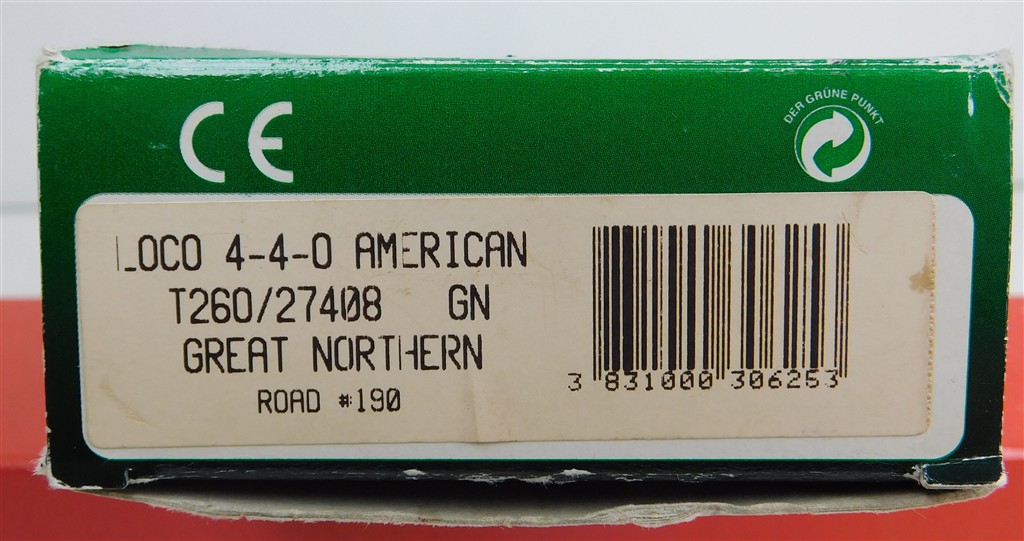 CE
DER GRÜNE PUNKT
LOCO 4-4-0 AMERICAN
T260/27408 GN
GREAT NORTHERN
ROAD #190
3 831000 306253